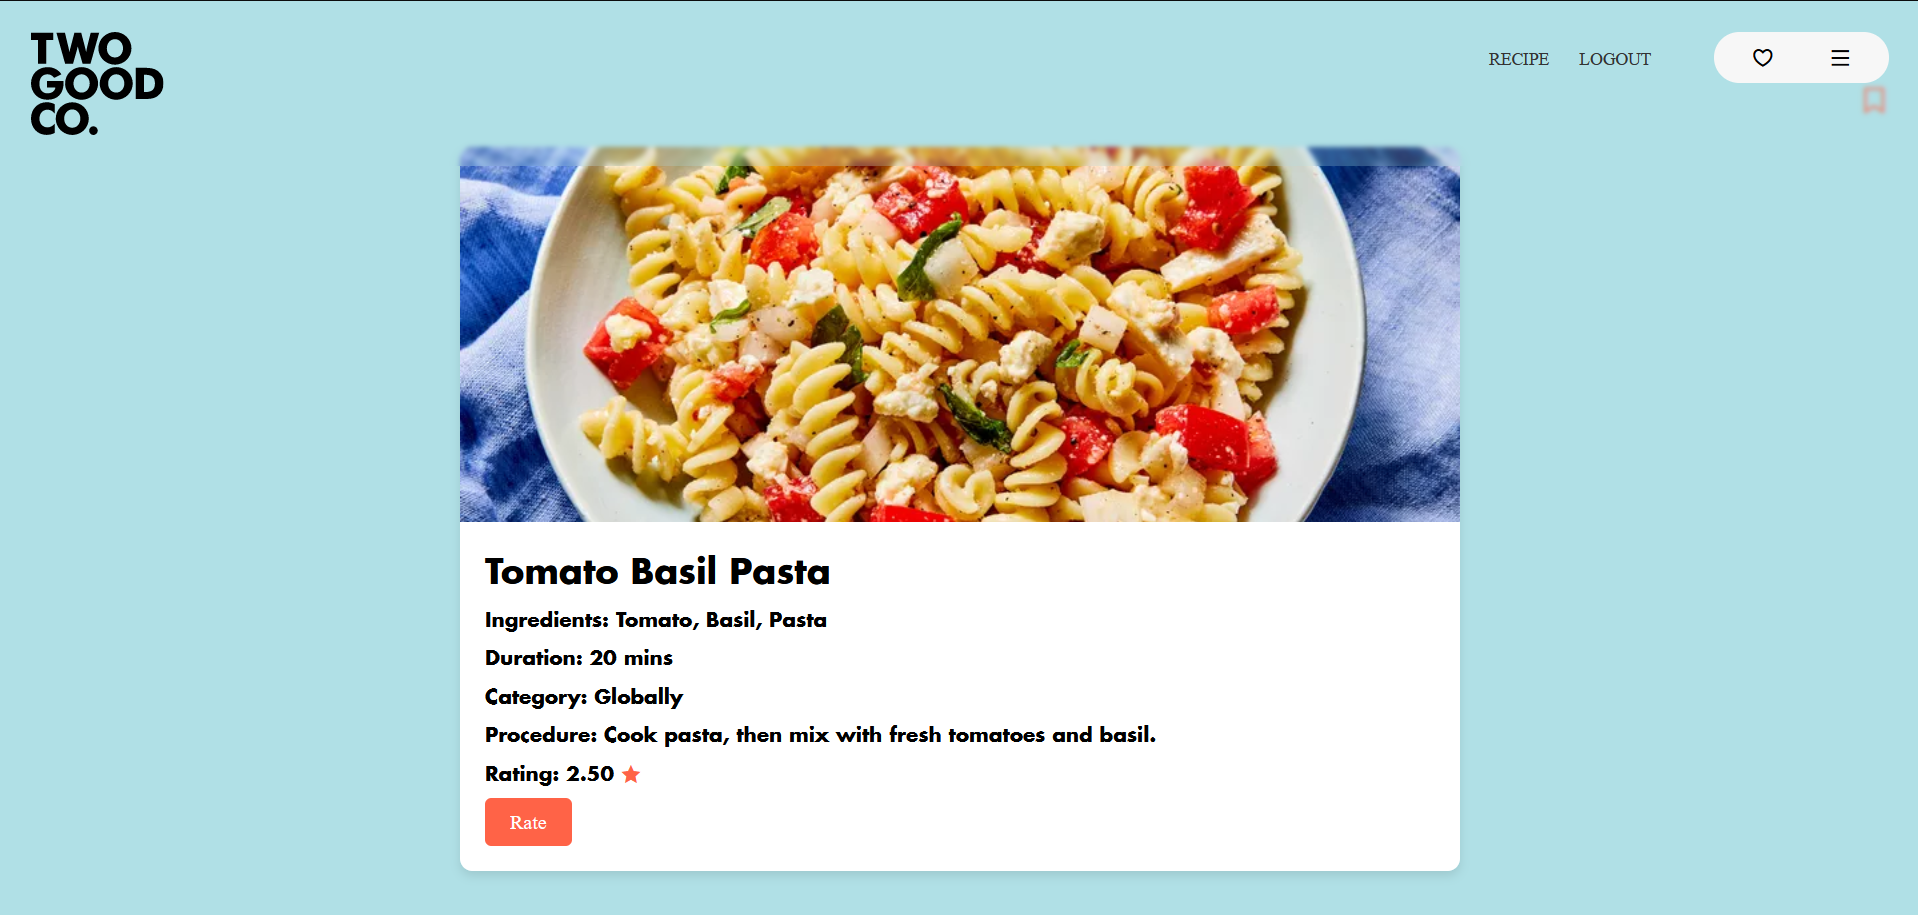 TWO
GOOD
CO.
RECIPE LOGOUT
Tomato Basil Pasta
Ingredients: Tomato, Basil, Pasta
Duration: 20 mins
Category: Globally
Procedure: Cook pasta, then mix with fresh tomatoes and basil.
Rating: 2.50
Rate